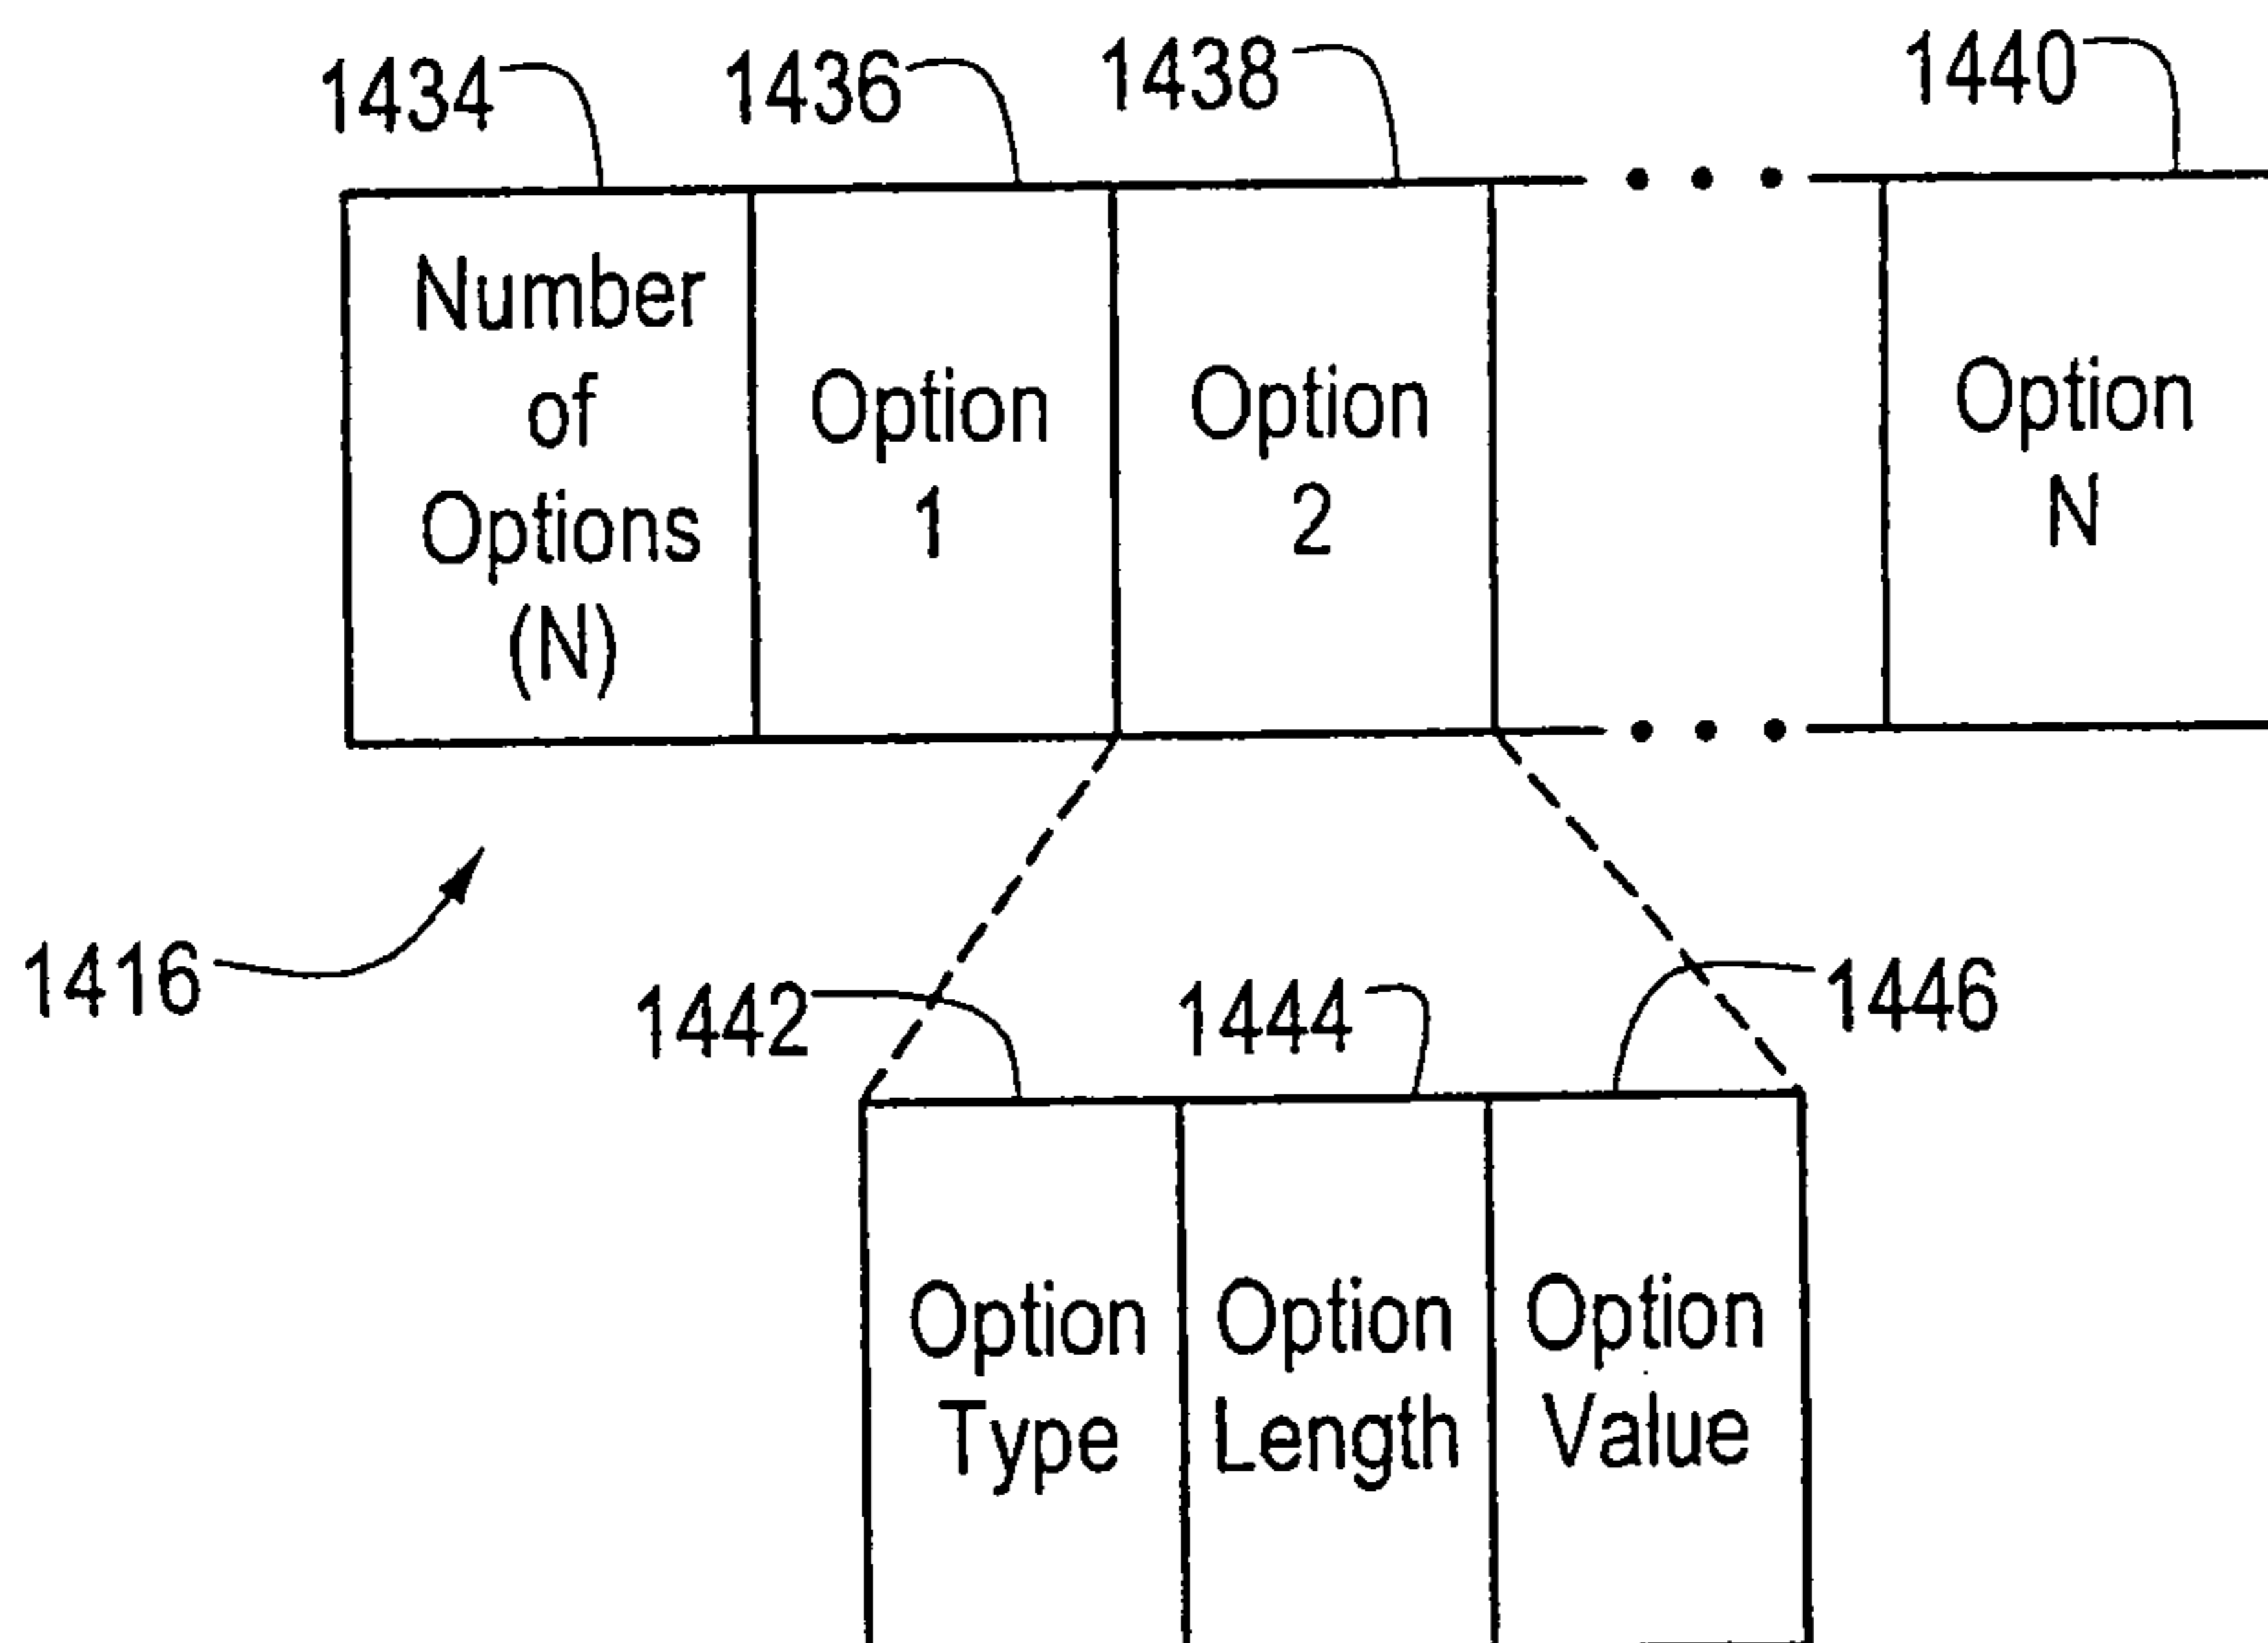 1434 1436 1438 1440
Number
of
Options
(N)
Option
1
Option
2
Option
N
1416
1442 1444 1446
Option
Type
Option
Length
Option
Value